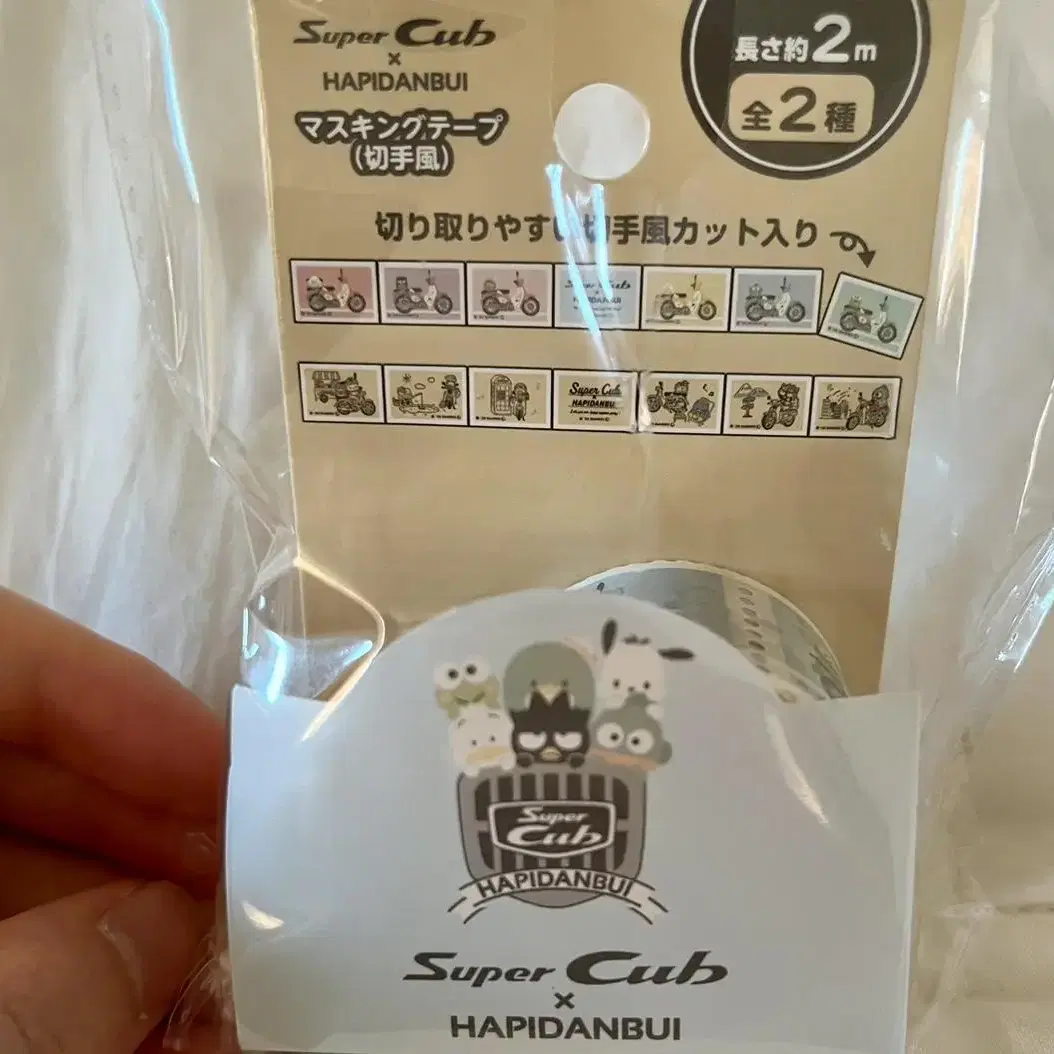 Super Cub
×
HAPIDANBUI
マスキングテープ
(切手風)
長さ約2m
全2種
切り取りやすい切手風カット入り
Super Cub
×
HAPIDANBUI
Super Cub
×
HAPIDANBUI
Super
Cub
HAPIDANBUI
Super Cub
×
HAPIDANBUI